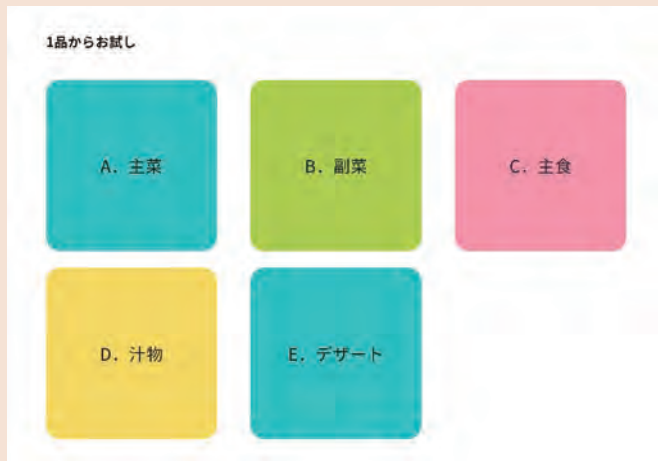 1品からお試し
A. 主菜
B. 副菜
C. 主食
D. 汁物
E. デザート